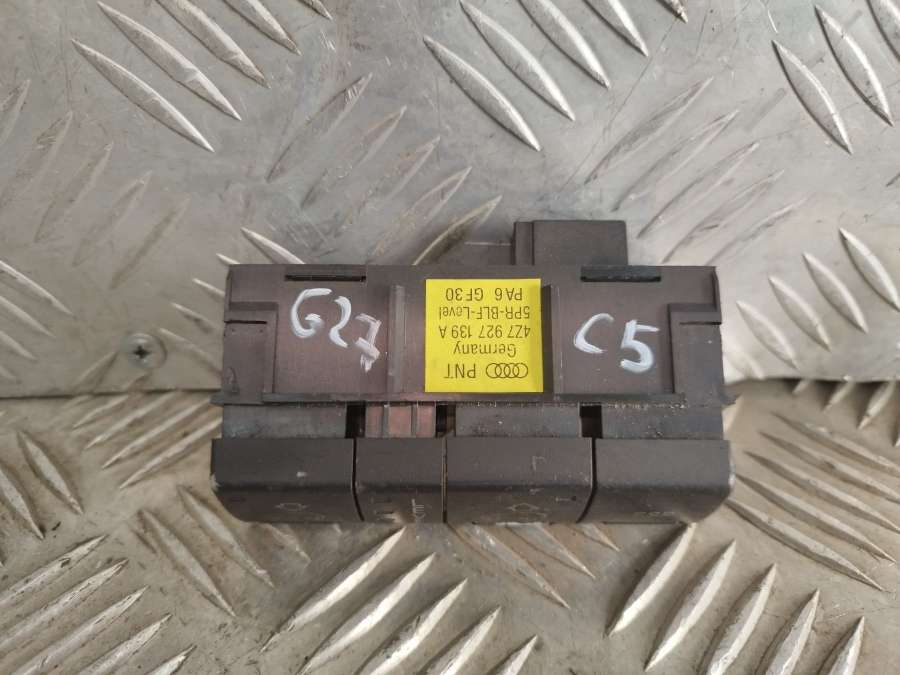 G27
C5
PNT
Germany
4Z7 927 139 A
5PR-BLF-Level
PA6 GF30